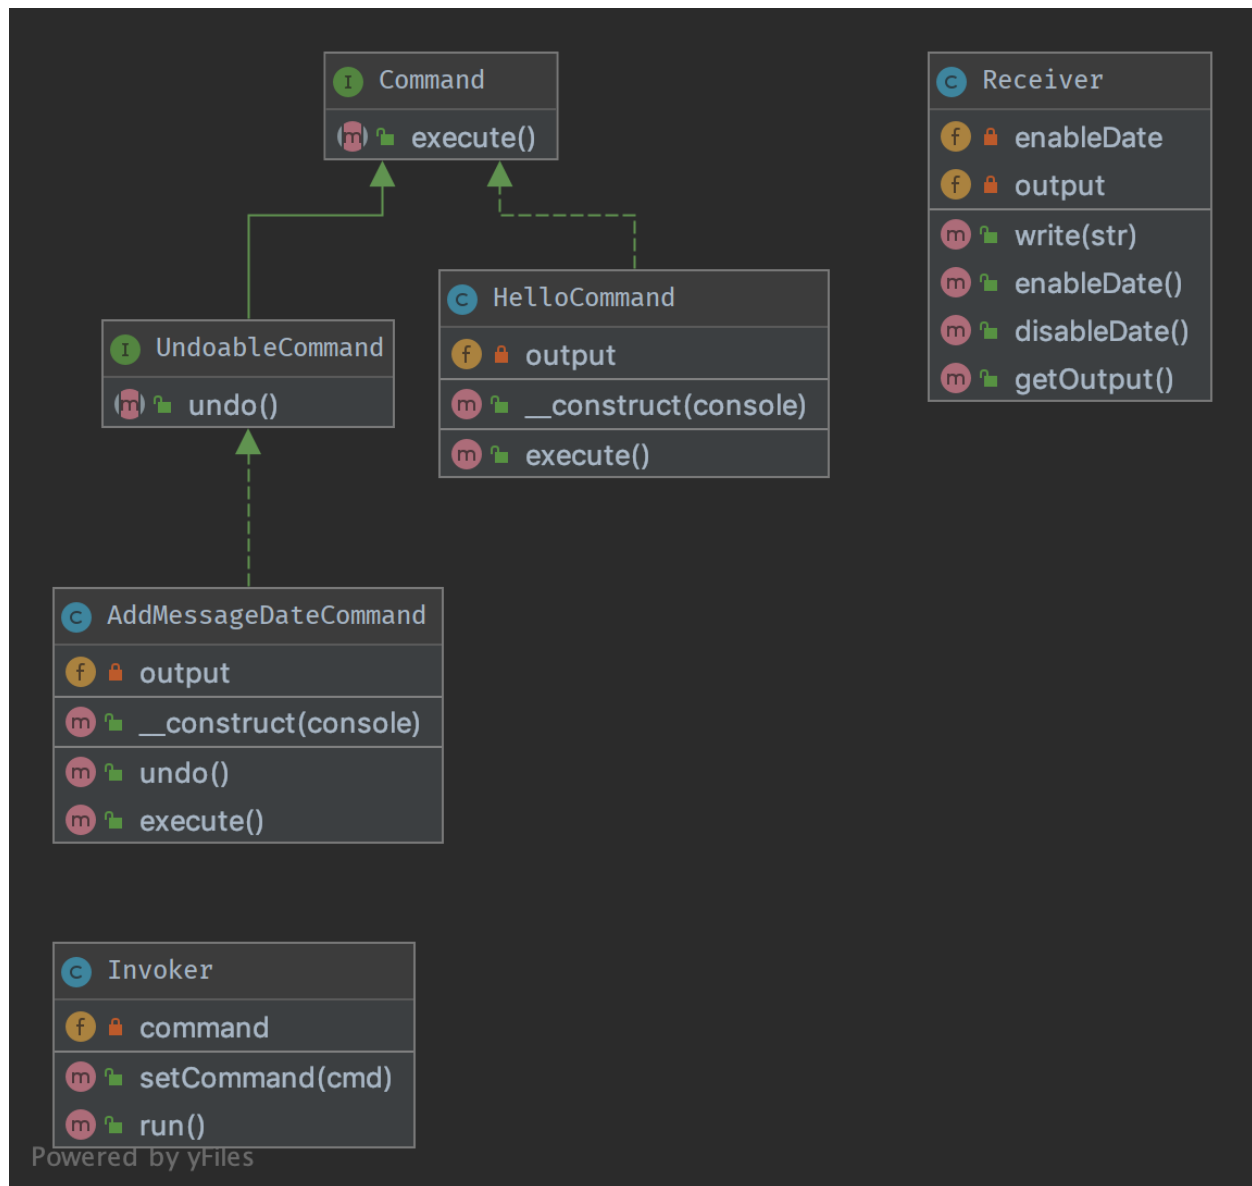 Command
execute()
Receiver
enableDate
output
write(str)
enableDate()
disableDate()
getOutput()
HelloCommand
output
__construct(console)
execute()
UndoableCommand
undo()
AddMessageDateCommand
output
__construct(console)
undo()
execute()
Invoker
command
setCommand(cmd)
run()
Powered by yFiles